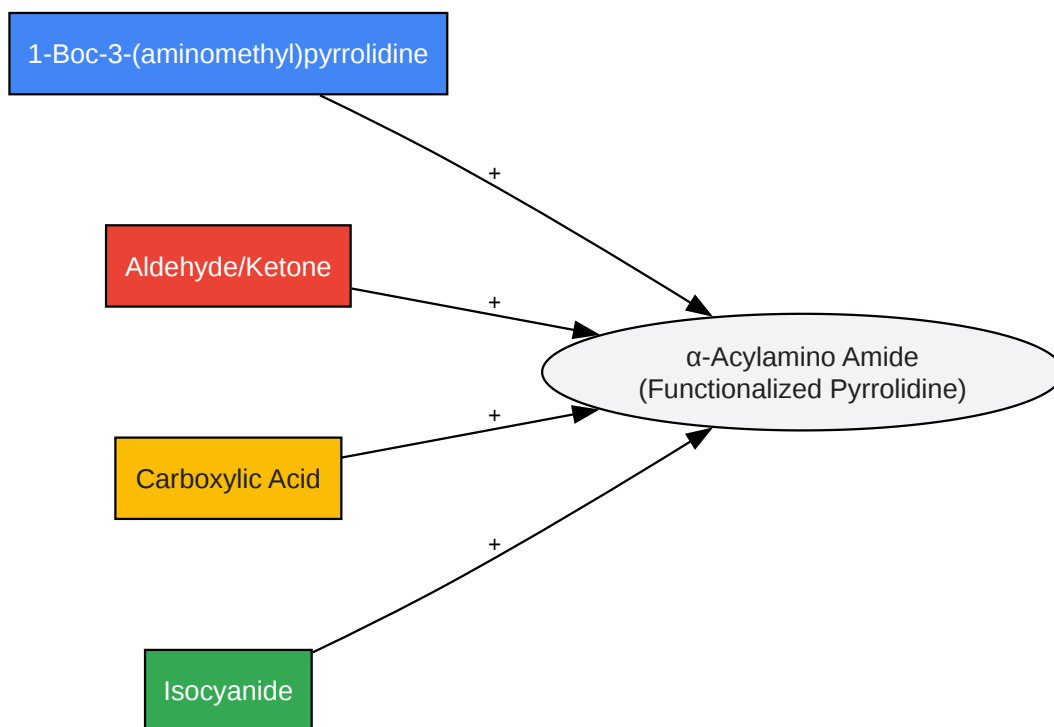 1-Boc-3-(aminomethyl)pyrrolidine
+
Aldehyde/Ketone
+
α-Acylamino Amide
(Functionalized Pyrrolidine)
+
Carboxylic Acid
+
Isocyanide